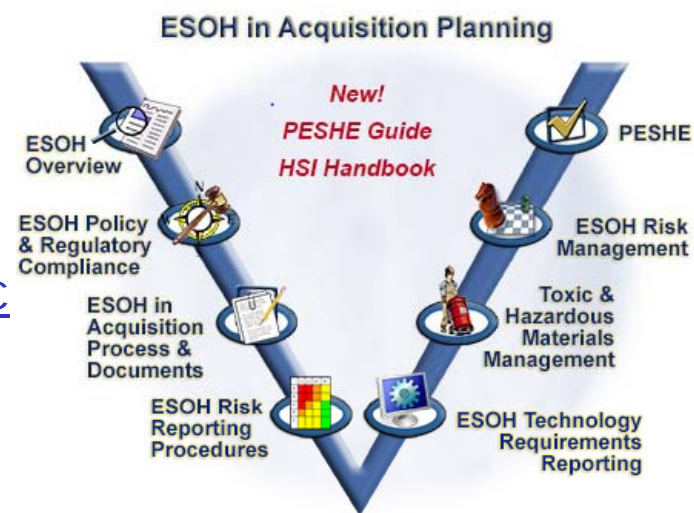 ESOH in Acquisition Planning
New!
PESHE Guide
HSI Handbook
ESOH
Overview
ESOH Policy
& Regulatory
Compliance
C
ESOH in
Acquisition
Process &
Documents
ESOH Risk
Reporting
Procedures
PESHE
ESOH Risk
Management
Toxic &
Hazardous
Materials
Management
ESOH Technology
Requirements
Reporting
N